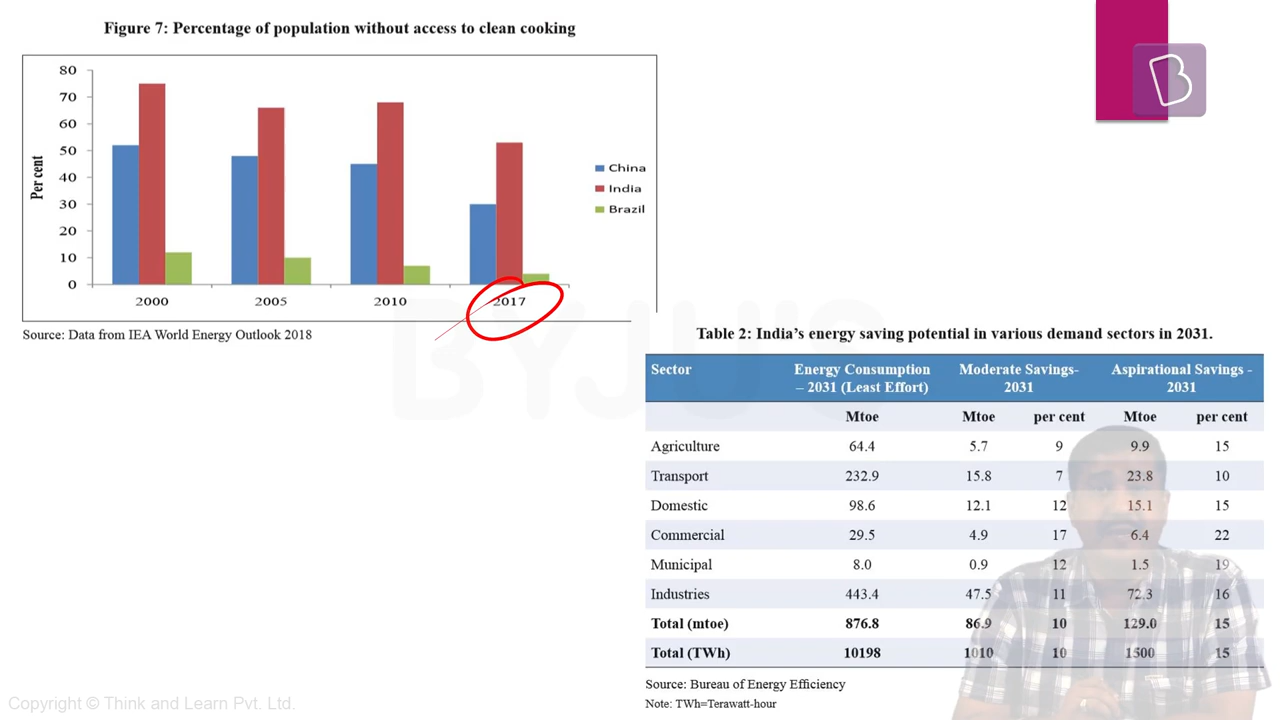 Figure 7: Percentage of population without access to clean cooking
80
70
60
50
40
30
20
10
0
Per cent
China
India
Brazil
2000 2005 2010 2017
Source: Data from IEA World Energy Outlook 2018
B
BYJU'S
Table 2: India's energy saving potential in various demand sectors in 2031.
Sector Energy Consumption Moderate Savings- Aspirational Savings -
– 2031 (Least Effort) 2031 2031
Mtoe Mtoe per cent Mtoe per cent
Agriculture 64.4 5.7 9 9.9 15
Transport 232.9 15.8 7 23.8 10
Domestic 98.6 12.1 12 15.1 15
Commercial 29.5 4.9 17 6.4 22
Municipal 8.0 0.9 12 1.5 19
Industries 443.4 47.5 11 72.3 16
Total (mtoe) 876.8 86.9 10 129.0 15
Total (TWh) 10198 1010 10 1500 15
Source: Bureau of Energy Efficiency
Note: TWh=Terawatt-hour
Copyright © Think and Learn Pvt. Ltd.